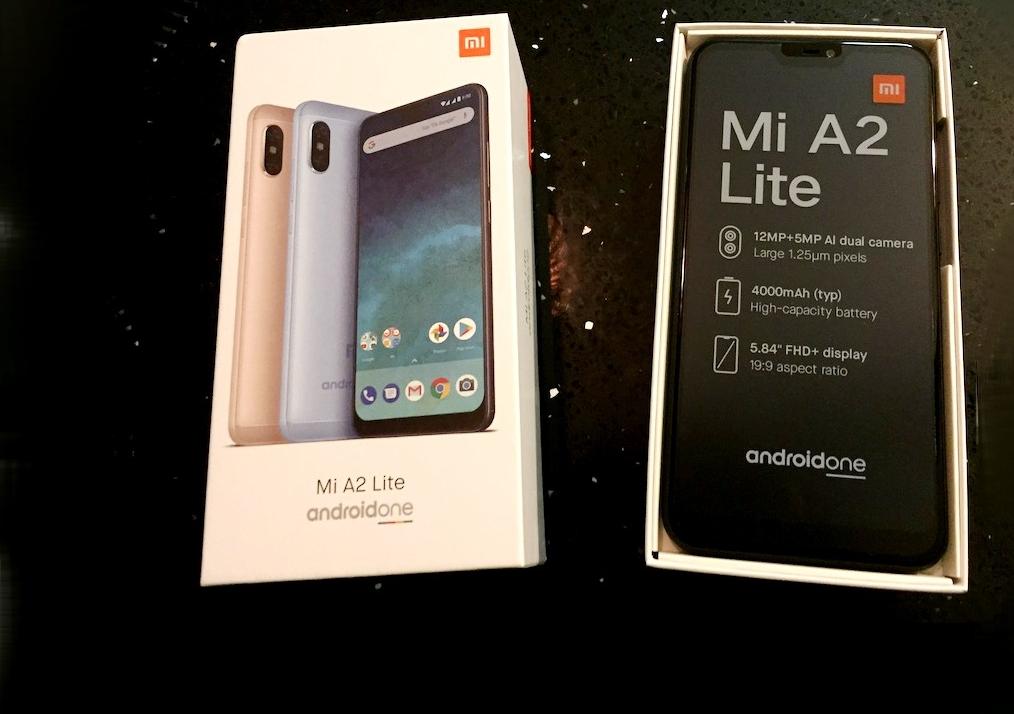 mi
Mi A2 Lite
androidone
mi
Mi A2
Lite
12MP+5MP AI dual camera
Large 1.25μm pixels
4000mAh (typ)
High-capacity battery
5.84" FHD+ display
19:9 aspect ratio
androidone